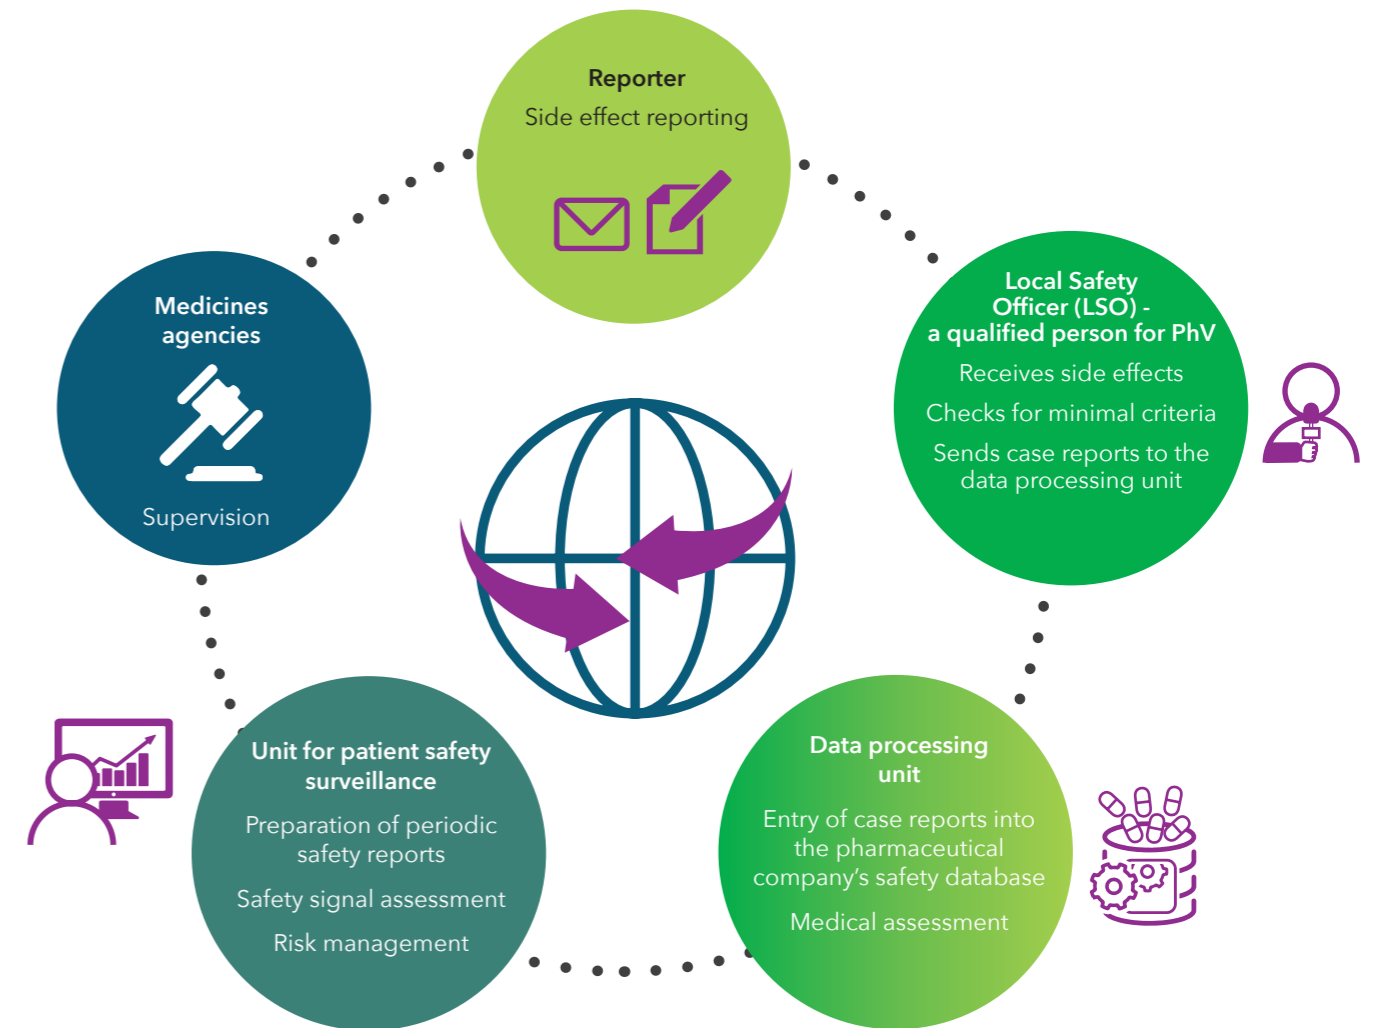 Reporter
Side effect reporting
Local Safety
Officer (LSO) -
a qualified person for PhV
Receives side effects
Checks for minimal criteria
Sends case reports to the
data processing unit
Data processing
unit
Entry of case reports into
the pharmaceutical
company’s safety database
Medical assessment
Unit for patient safety
surveillance
Preparation of periodic
safety reports
Safety signal assessment
Risk management
Medicines
agencies
Supervision